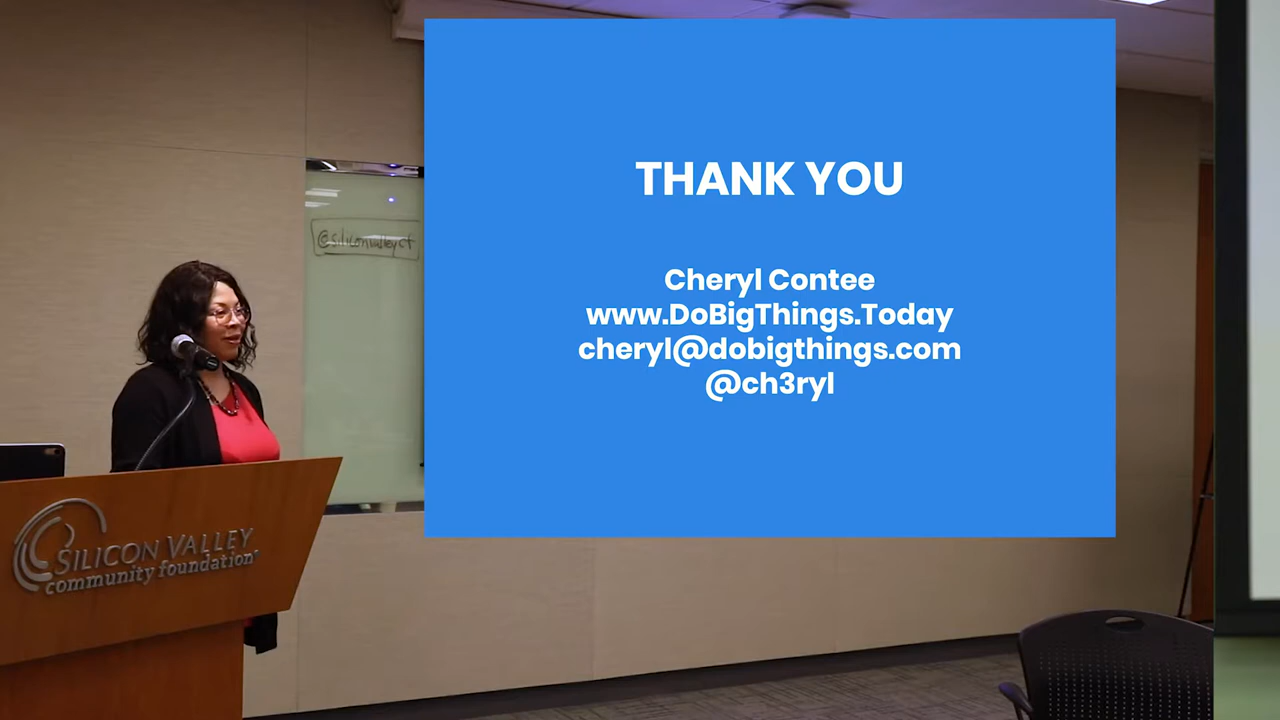 THANK YOU
Cheryl Contee
www.DoBigThings.Today
cheryl@dobigthings.com
@ch3ryl
@siliconvalleycf
SILICON VALLEY
community foundation